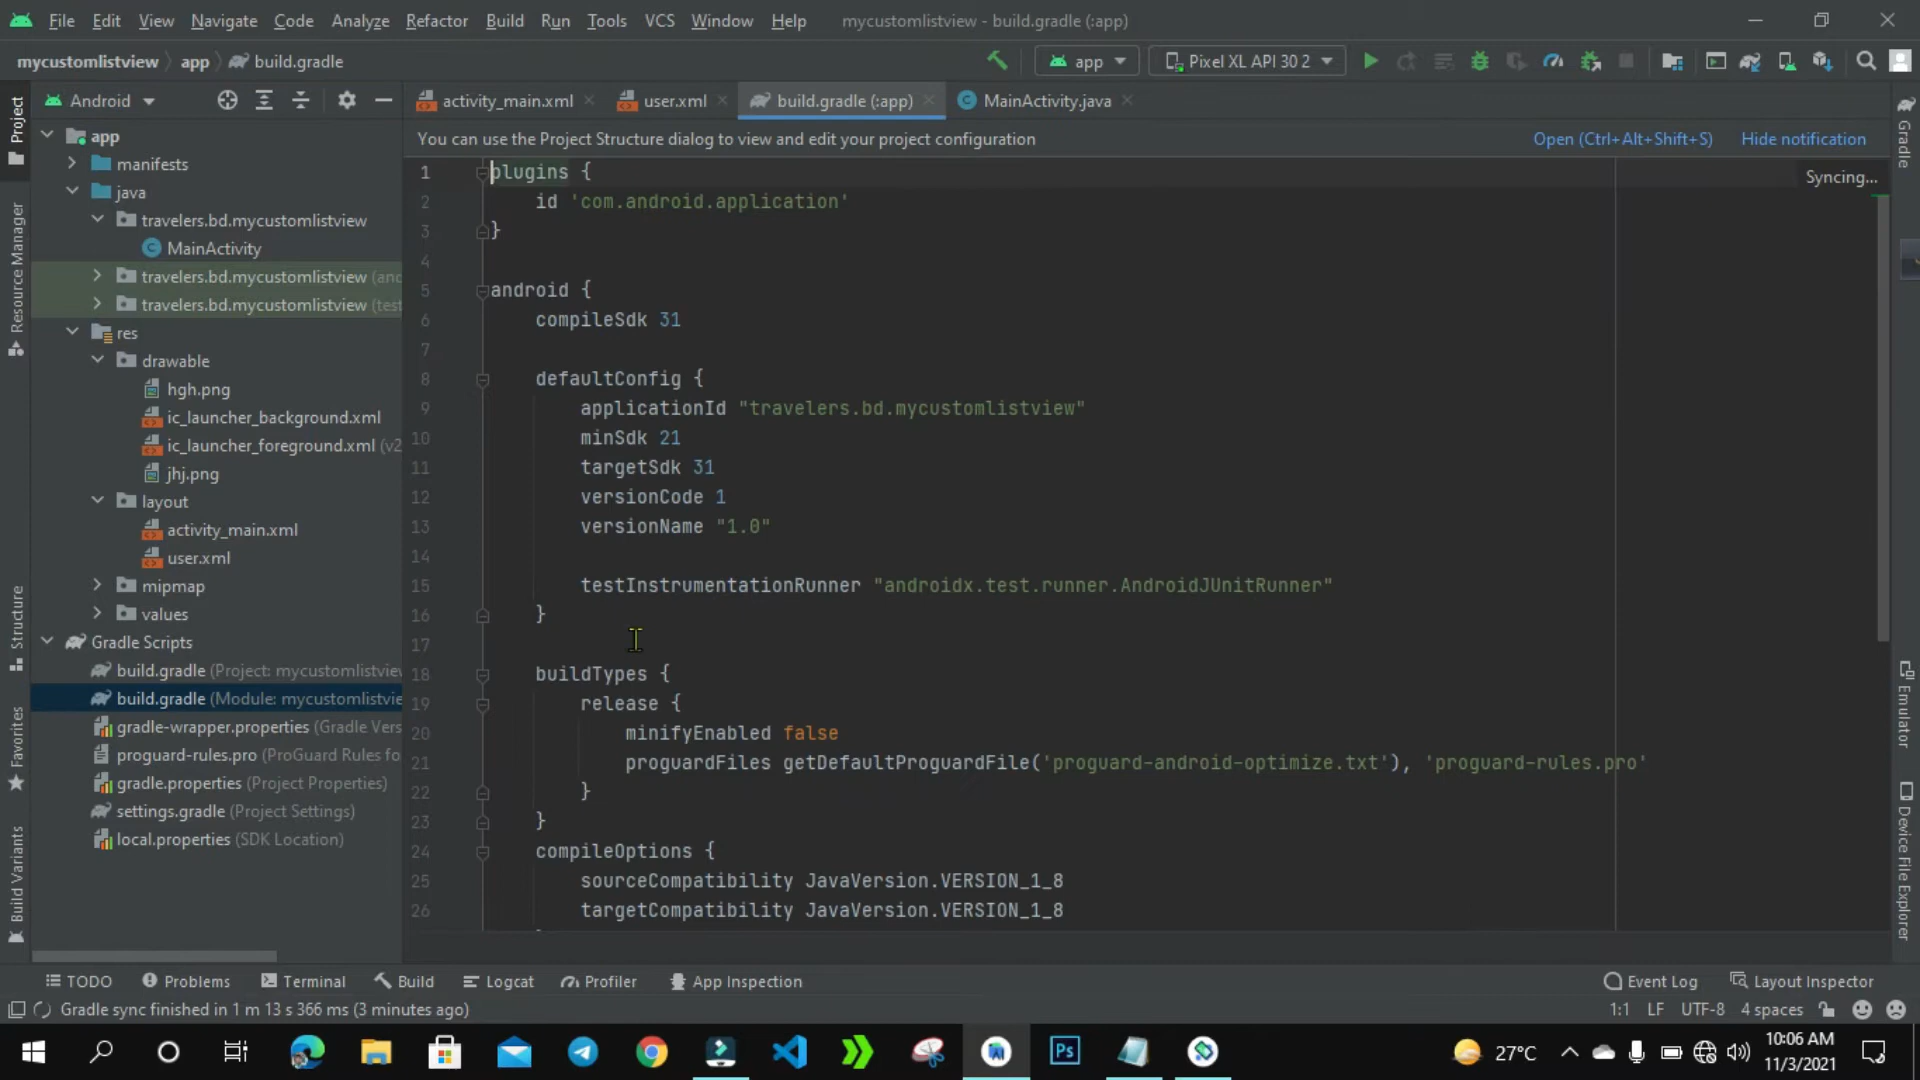 File Edit View Navigate Code Analyze Refactor Build Run Tools VCS Window Help mycustomlistview - build.gradle (:app)
mycustomlistview app build.gradle app Pixel XL API 30 2
Android
activity_main.xml user.xml build.gradle (:app) MainActivity.java
You can use the Project Structure dialog to view and edit your project configuration Open (Ctrl+Alt+Shift+S) Hide notification
Syncing...
Project
Resource Manager
Structure
Favorites
Build Variants
app
manifests
java
travelers.bd.mycustomlistview
MainActivity
travelers.bd.mycustomlistview (and
travelers.bd.mycustomlistview (test
res
drawable
hgh.png
ic_launcher_background.xml
ic_launcher_foreground.xml (v2
jhj.png
layout
activity_main.xml
user.xml
mipmap
values
Gradle Scripts
build.gradle (Project: mycustomlistview
build.gradle (Module: mycustomlistvie
gradle-wrapper.properties (Gradle Vers
proguard-rules.pro (ProGuard Rules fo
gradle.properties (Project Properties)
settings.gradle (Project Settings)
local.properties (SDK Location)
1 plugins {
2 id 'com.android.application'
3 }
4
5 android {
6 compileSdk 31
7
8 defaultConfig {
9 applicationId "travelers.bd.mycustomlistview"
10 minSdk 21
11 targetSdk 31
12 versionCode 1
13 versionName "1.0"
14
15 testInstrumentationRunner "androidx.test.runner.AndroidJUnitRunner"
16 }
17
18 buildTypes {
19 release {
20 minifyEnabled false
21 proguardFiles getDefaultProguardFile('proguard-android-optimize.txt'), 'proguard-rules.pro'
22 }
23 }
24 compileOptions {
25 sourceCompatibility JavaVersion.VERSION_1_8
26 targetCompatibility JavaVersion.VERSION_1_8
Gradle
Emulator
Device File Explorer
TODO Problems Terminal Build Logcat Profiler App Inspection Event Log Layout Inspector
Gradle sync finished in 1 m 13 s 366 ms (3 minutes ago) 1:1 LF UTF-8 4 spaces
Ps 27°C 10:06 AM
11/3/2021